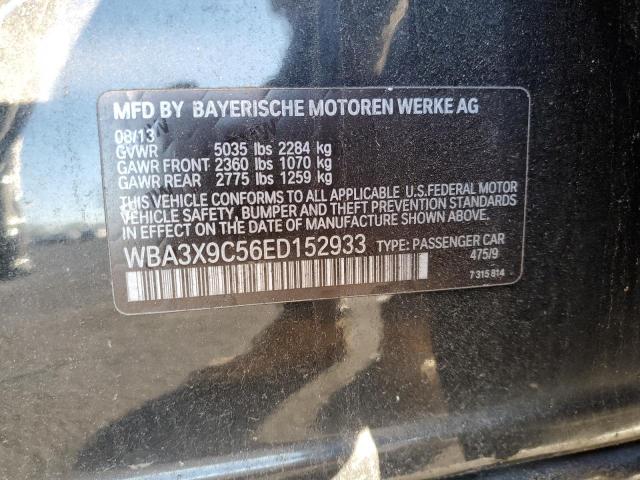 MFD BY BAYERISCHE MOTOREN WERKE AG
08/13
GVWR 5035 lbs 2284 kg
GAWR FRONT 2360 lbs 1070 kg
GAWR REAR 2775 lbs 1259 kg
THIS VEHICLE CONFORMS TO ALL APPLICABLE U.S.FEDERAL MOTOR
VEHICLE SAFETY, BUMPER AND THEFT PREVENTION STANDARDS
IN EFFECT ON THE DATE OF MANUFACTURE SHOWN ABOVE.
WBA3X9C56ED152933 TYPE: PASSENGER CAR
475/9
7 315 814